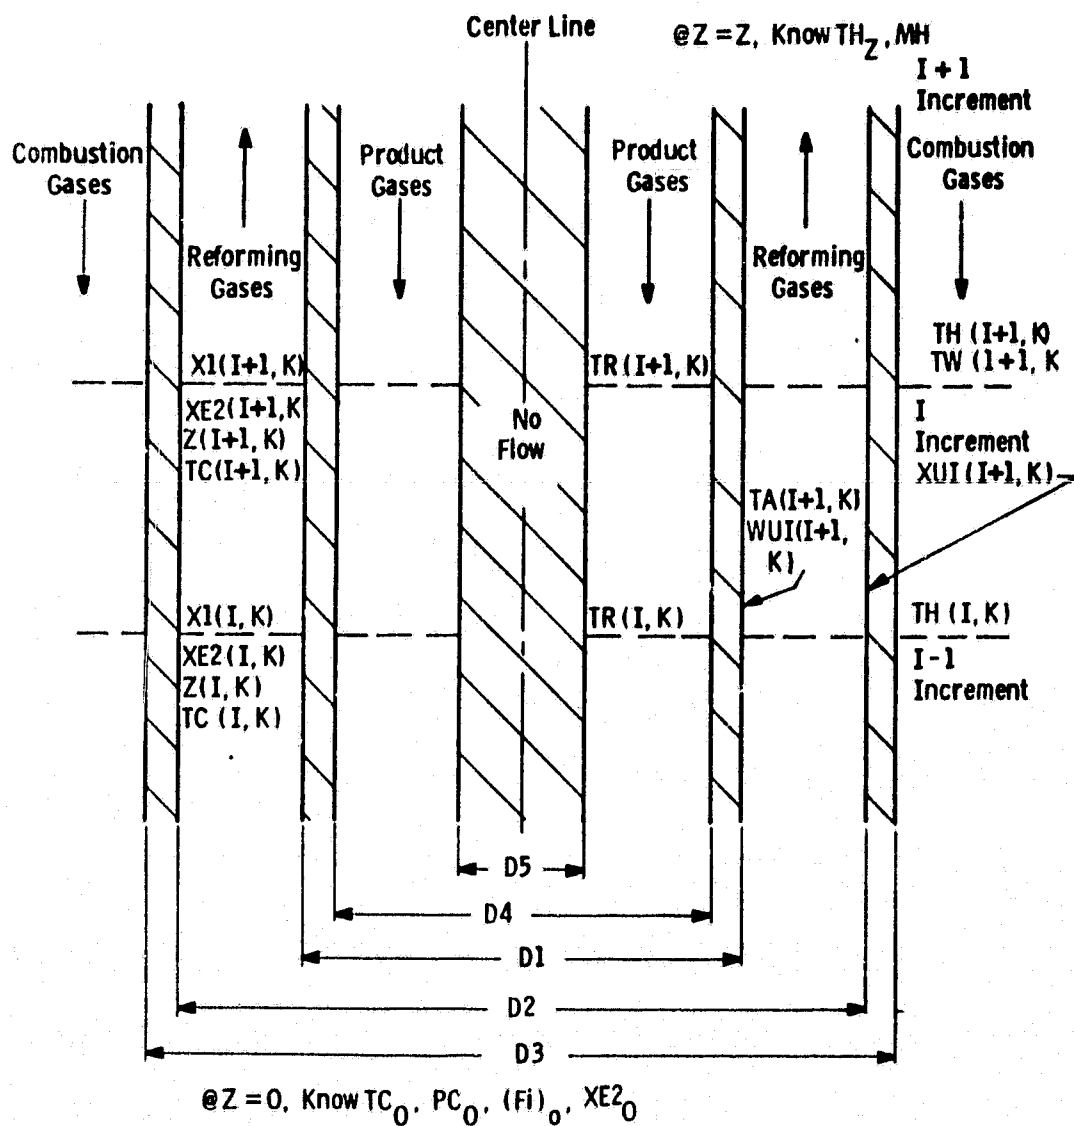 Center Line
@Z = Z, Know TH_Z, MH
I + 1
Increment
Combustion
Gases
Product
Gases
Product
Gases
Combustion
Gases
Reforming
Gases
Reforming
Gases
TH (I+1, K)
TW (1+1, K
X1(I+1, K)
TR(I+1, K)
XE2(I+1, K
Z(I+1, K)
TC(I+1, K)
No
Flow
I
Increment
XUI(I+1, K)
TA(I+1, K)
WUI(I+1,
K)
X1(I, K)
TR(I, K)
TH (I, K)
XE2(I, K)
Z(I, K)
TC (I, K)
I-1
Increment
D5
D4
D1
D2
D3
@Z = 0, Know TC_0, PC_0, (Fi)_o, XE2_0